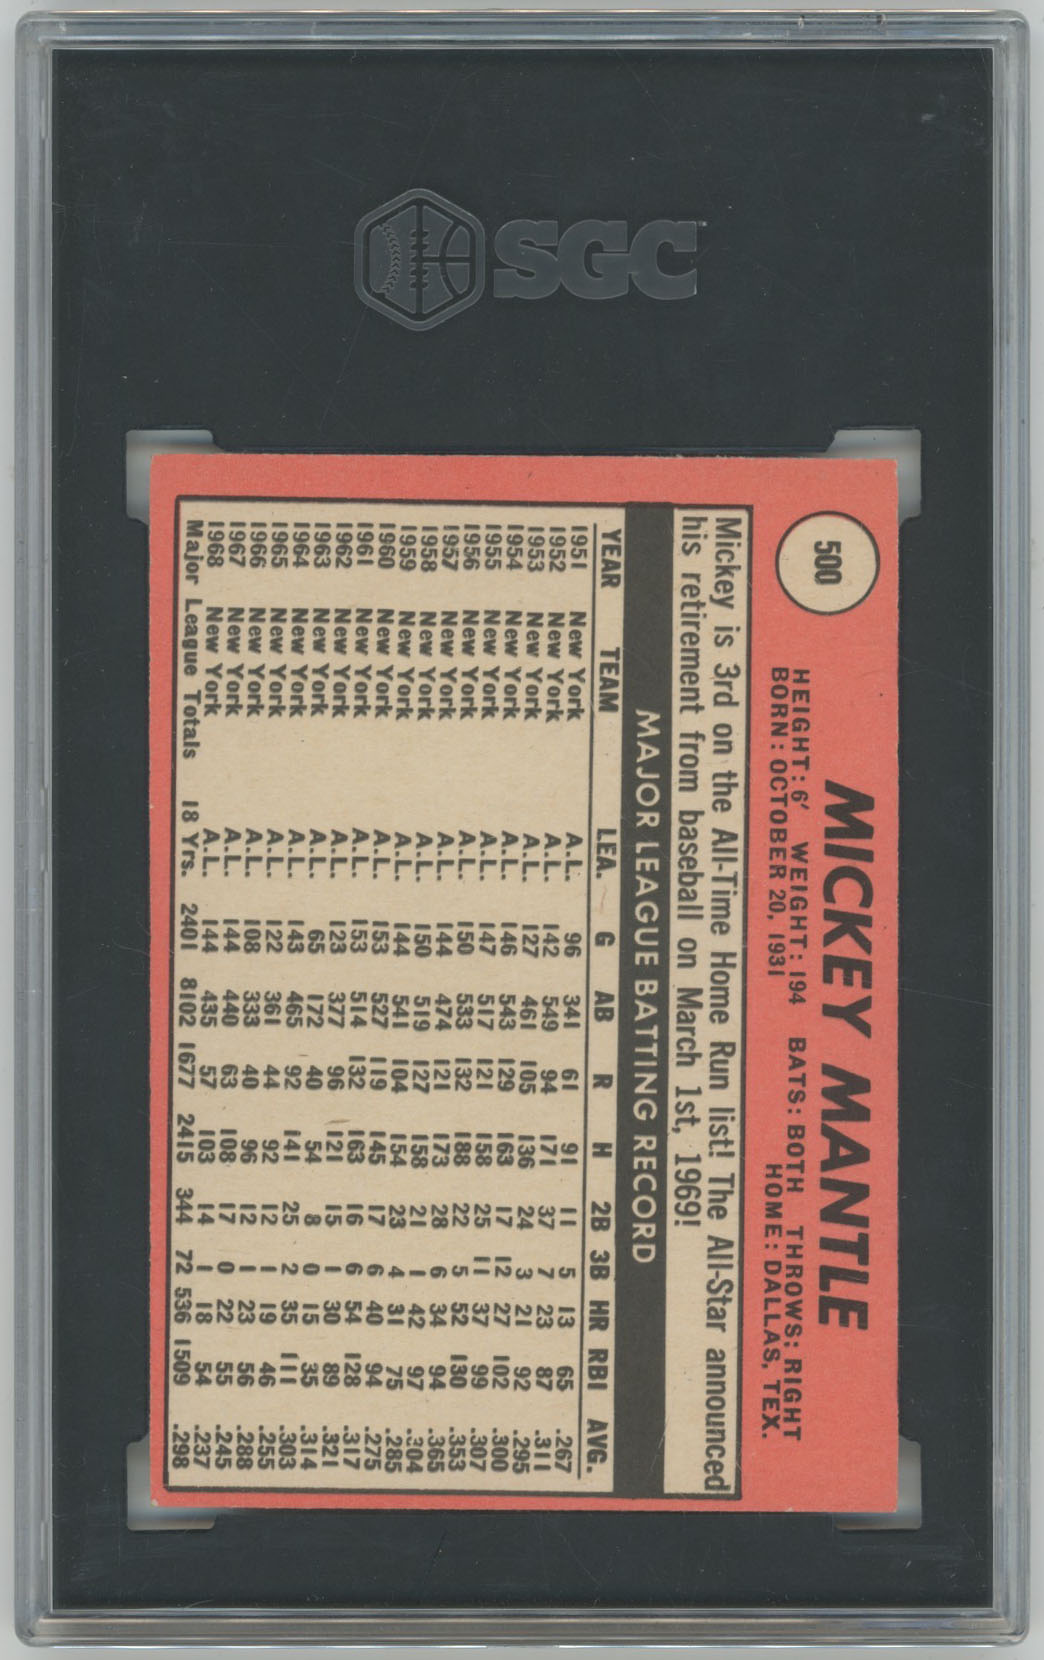 SGC
500
MICKEY MANTLE
HEIGHT: 6' WEIGHT: 194 BATS: BOTH THROWS: RIGHT
BORN: OCTOBER 20, 1931 HOME: DALLAS, TEX.
Mickey is 3rd on the All-Time Home Run list! The All-Star announced
his retirement from baseball on March 1st, 1969!
MAJOR LEAGUE BATTING RECORD
YEAR TEAM LEA. G AB R H 2B 3B HR RBI AVG.
1951 New York A.L. 96 341 61 91 11 5 13 65 .267
1952 New York A.L. 142 549 94 171 37 7 23 87 .311
1953 New York A.L. 127 461 105 136 24 3 21 92 .295
1954 New York A.L. 146 543 129 163 17 12 27 102 .300
1955 New York A.L. 147 517 121 158 25 11 37 99 .307
1956 New York A.L. 150 533 132 188 22 5 52 130 .353
1957 New York A.L. 144 474 121 173 28 6 34 94 .365
1958 New York A.L. 150 519 127 158 21 1 42 97 .304
1959 New York A.L. 144 541 104 154 23 4 31 75 .285
1960 New York A.L. 153 527 119 145 17 6 40 94 .275
1961 New York A.L. 153 514 132 163 16 6 54 128 .317
1962 New York A.L. 123 377 96 121 15 1 30 89 .321
1963 New York A.L. 65 172 40 54 8 0 15 35 .314
1964 New York A.L. 143 465 92 141 25 2 35 111 .303
1965 New York A.L. 122 361 44 92 12 1 19 46 .255
1966 New York A.L. 108 333 40 96 12 1 23 56 .288
1967 New York A.L. 144 440 63 108 17 0 22 55 .245
1968 New York A.L. 144 435 57 103 14 1 18 54 .237
Major League Totals 18 Yrs. 2401 8102 1677 2415 344 72 536 1509 .298